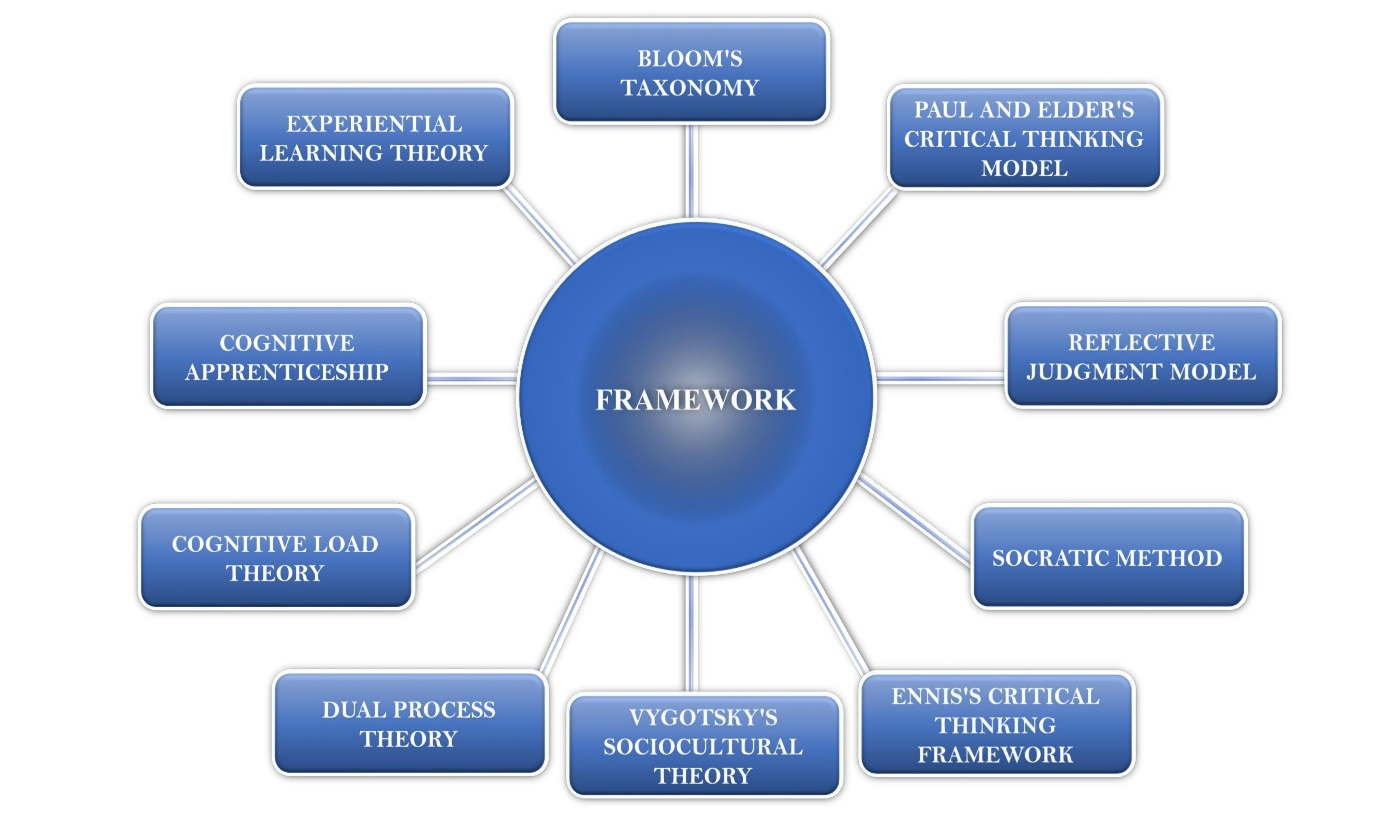 BLOOM'S
TAXONOMY
PAUL AND ELDER'S
CRITICAL THINKING
MODEL
EXPERIENTIAL
LEARNING THEORY
COGNITIVE
APPRENTICESHIP
REFLECTIVE
JUDGMENT MODEL
FRAMEWORK
COGNITIVE LOAD
THEORY
SOCRATIC METHOD
DUAL PROCESS
THEORY
VYGOTSKY'S
SOCIOCULTURAL
THEORY
ENNIS'S CRITICAL
THINKING
FRAMEWORK